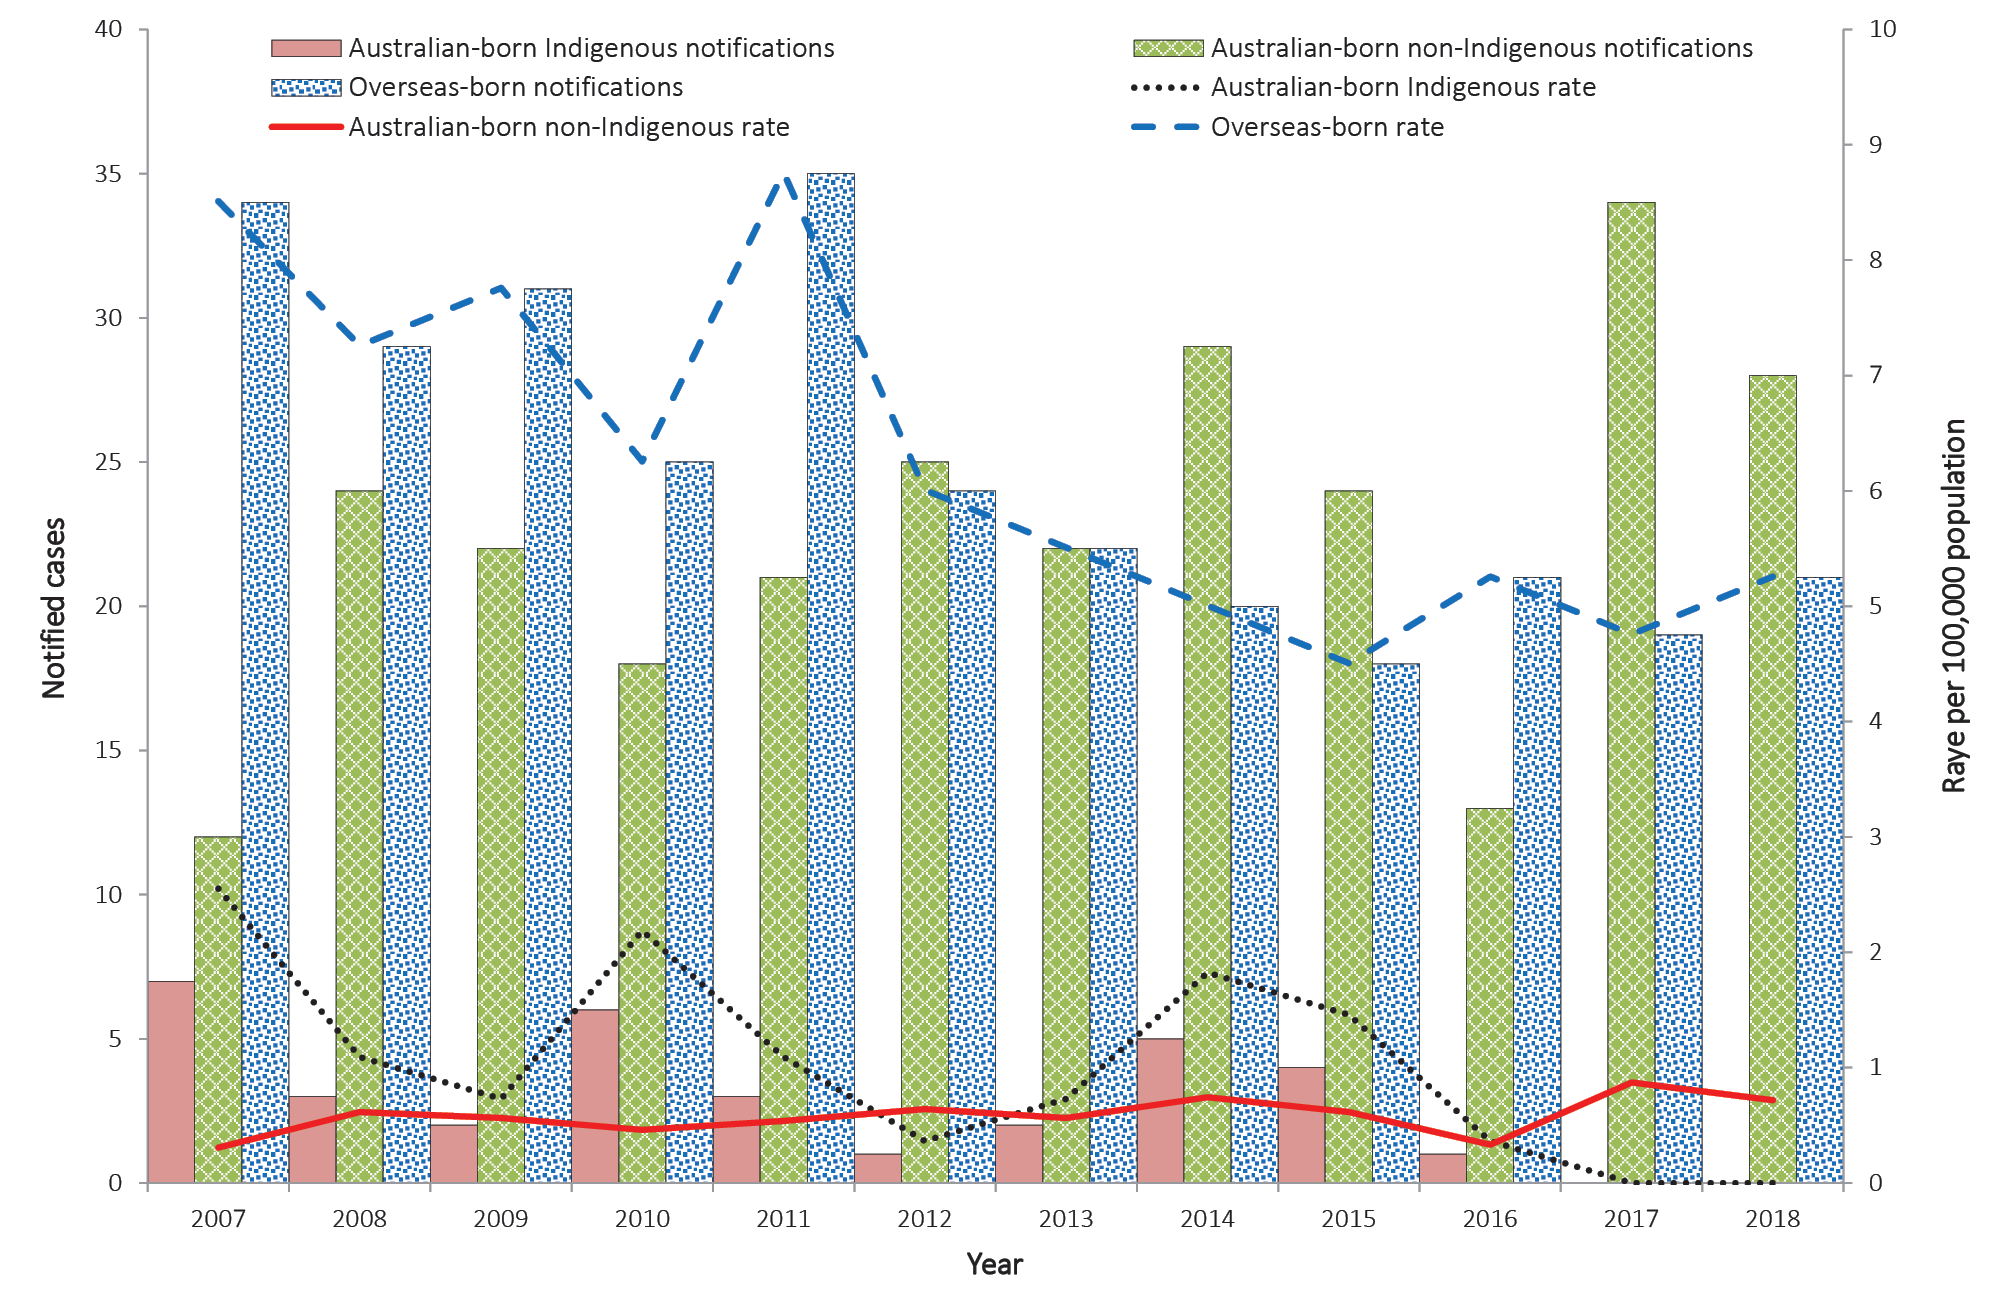 Australian-born Indigenous notifications
Australian-born non-Indigenous notifications
Overseas-born notifications
Australian-born Indigenous rate
Australian-born non-Indigenous rate
Overseas-born rate
40
35
30
25
20
15
10
5
0
Notified cases
10
9
8
7
6
5
4
3
2
1
0
Raye per 100,000 population
2007 2008 2009 2010 2011 2012 2013 2014 2015 2016 2017 2018
Year